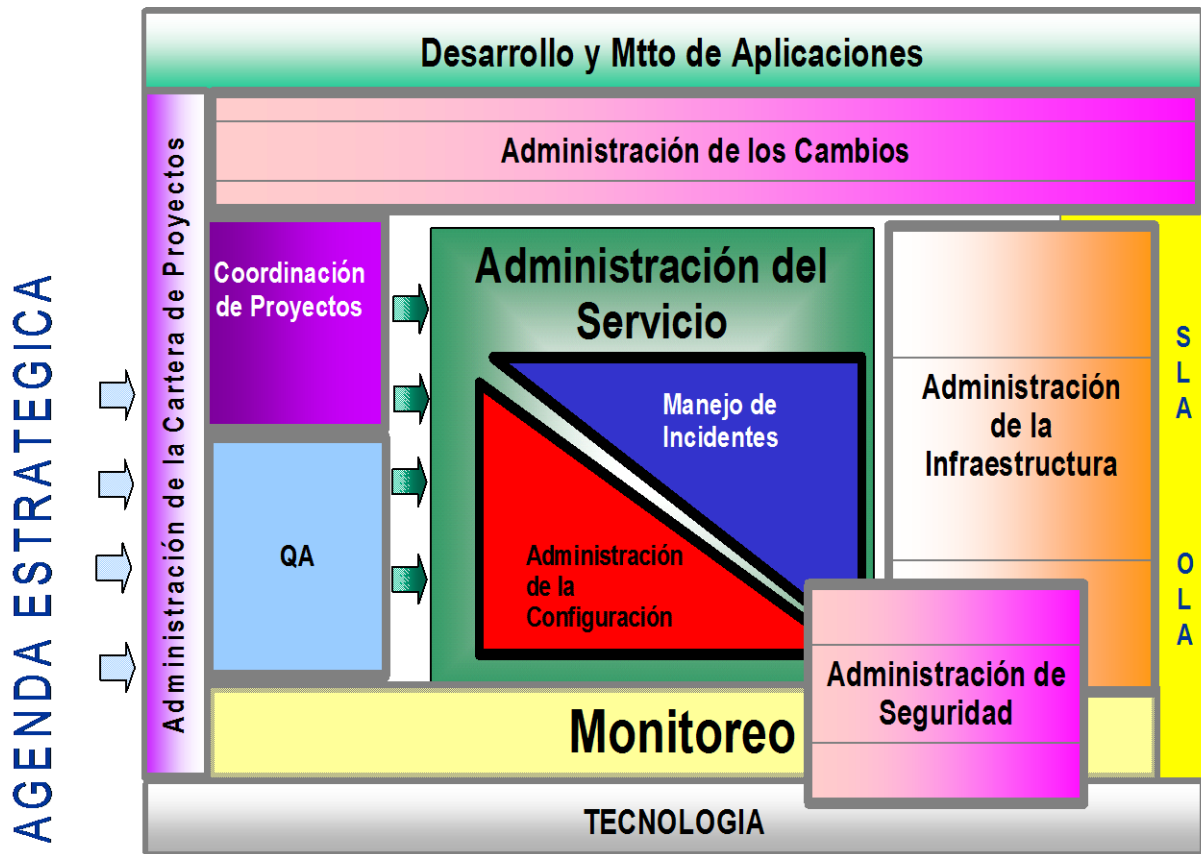 Desarrollo y Mtto de Aplicaciones
Administración de los Cambios
AGENDA ESTRATEGICA
Administración de la Cartera de Proyectos
Coordinación
de Proyectos
QA
Administración del
Servicio
Manejo de
Incidentes
Administración
de la
Configuración
Administración
de la
Infraestructura
SLA
OLA
Administración de
Seguridad
Monitoreo
TECNOLOGIA